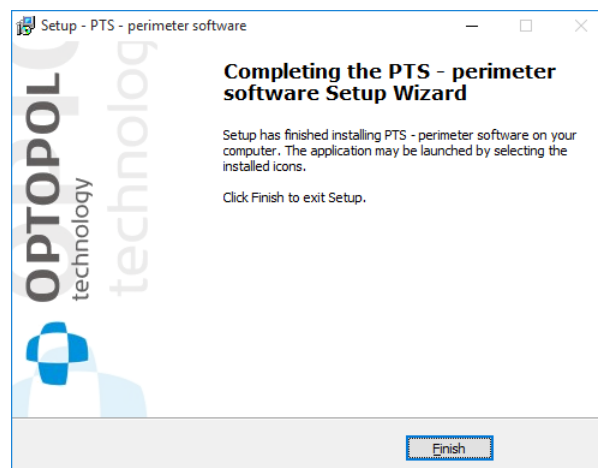 Setup - PTS - perimeter software
OPTOPOL
technology
technolog
Completing the PTS - perimeter
software Setup Wizard
Setup has finished installing PTS - perimeter software on your
computer. The application may be launched by selecting the
installed icons.
Click Finish to exit Setup.
Finish